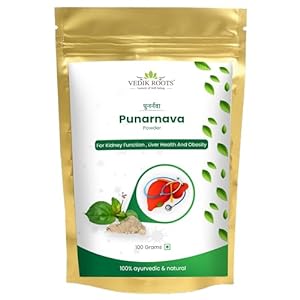 VEDIK ROOTS
पुनर्नवा
Punarnava
Powder
For Kidney Function , Liver Health And Obesity
100 Grams
100% ayurvedic & natural